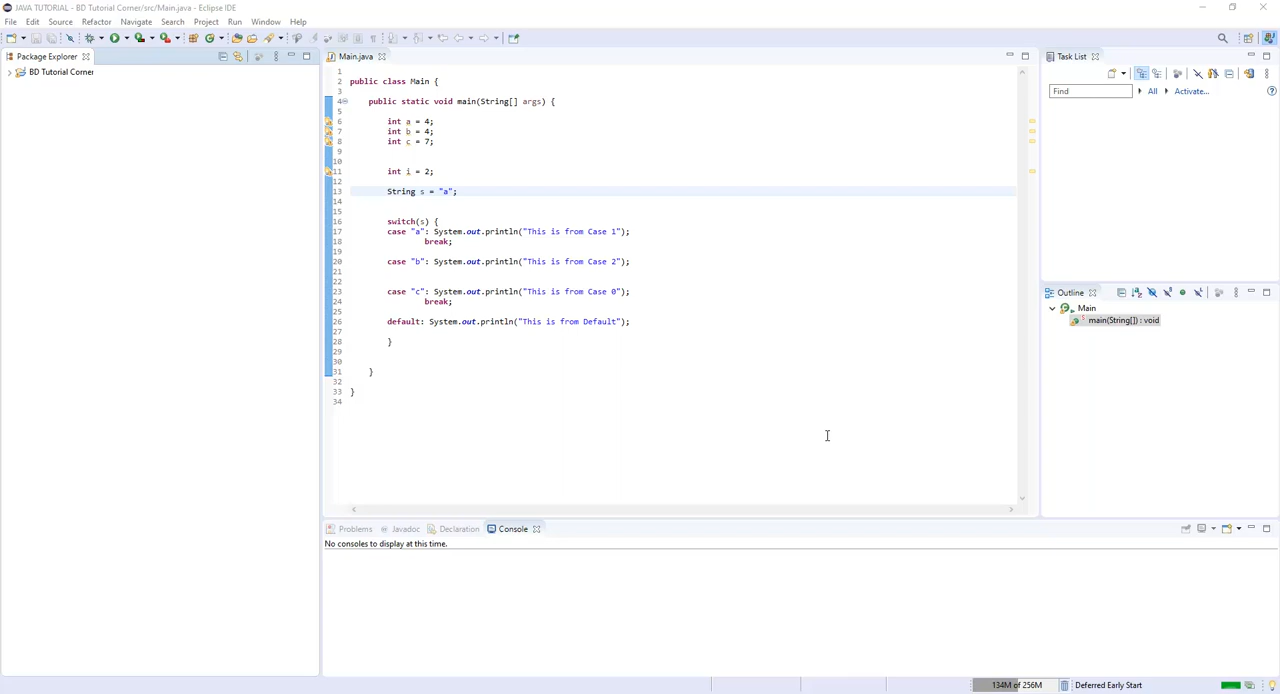 JAVA TUTORIAL - BD Tutorial Corner/src/Main.java - Eclipse IDE
File Edit Source Refactor Navigate Search Project Run Window Help
Package Explorer
BD Tutorial Corner
Main.java
1
2 public class Main {
3
4 public static void main(String[] args) {
5
6 int a = 4;
7 int b = 4;
8 int c = 7;
9
10
11 int i = 2;
12
13 String s = "a";
14
15
16 switch(s) {
17 case "a": System.out.println("This is from Case 1");
18 break;
19
20 case "b": System.out.println("This is from Case 2");
21
22
23 case "c": System.out.println("This is from Case 0");
24 break;
25
26 default: System.out.println("This is from Default");
27
28 }
29
30
31 }
32
33 }
34
Task List
Find All Activate...
Outline
Main
main(String[]) : void
Problems Javadoc Declaration Console
No consoles to display at this time.
134M of 256M Deferred Early Start